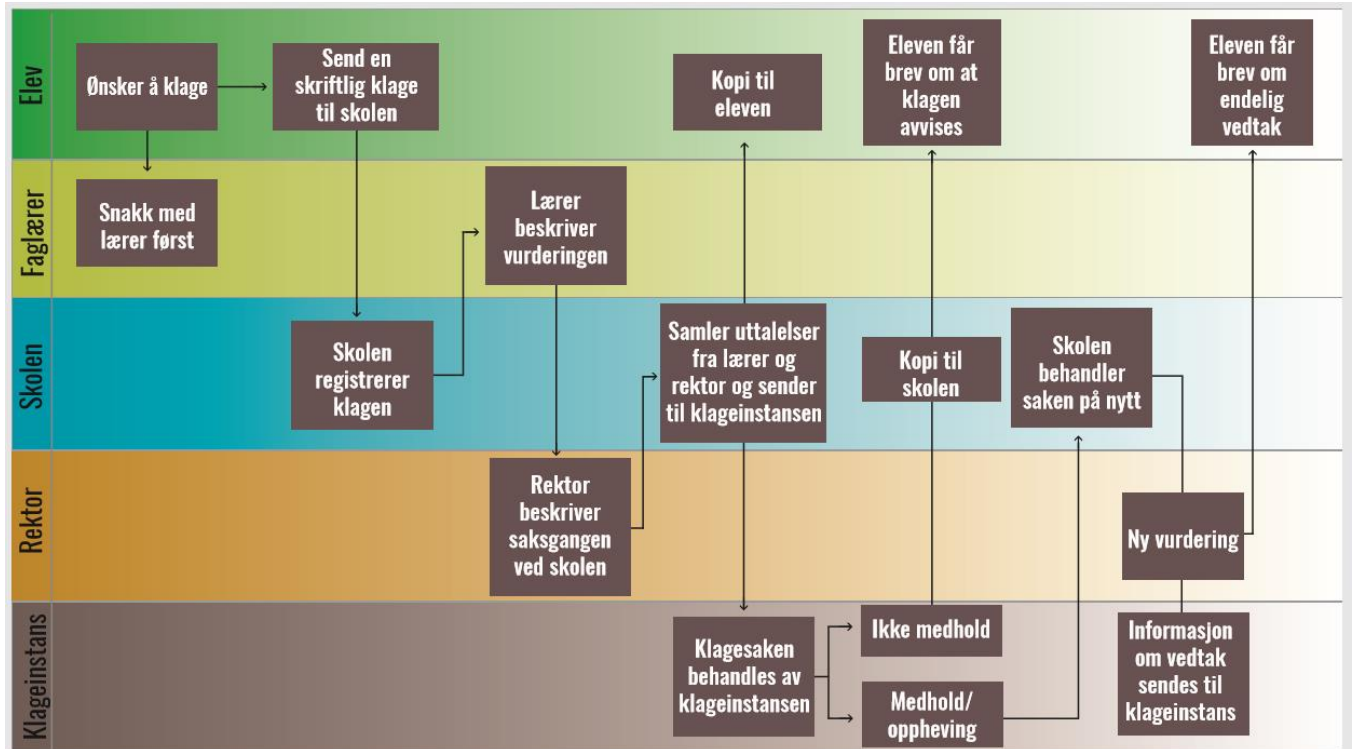 Elev
Ønsker å klage
Send en
skriftlig klage
til skolen
Kopi til
eleven
Eleven får
brev om at
klagen
avvises
Eleven får
brev om
endelig
vedtak
Faglærer
Snakk med
lærer først
Lærer
beskriver
vurderingen
Skolen
Skolen
registrerer
klagen
Samler uttalelser
fra lærer og
rektor og sender
til klageinstansen
Kopi til
skolen
Skolen
behandler
saken på nytt
Rektor
Rektor
beskriver
saksgangen
ved skolen
Ny vurdering
Klageinstans
Klagesaken
behandles av
klageinstansen
Ikke medhold
Medhold/
oppheving
Informasjon
om vedtak
sendes til
klageinstans